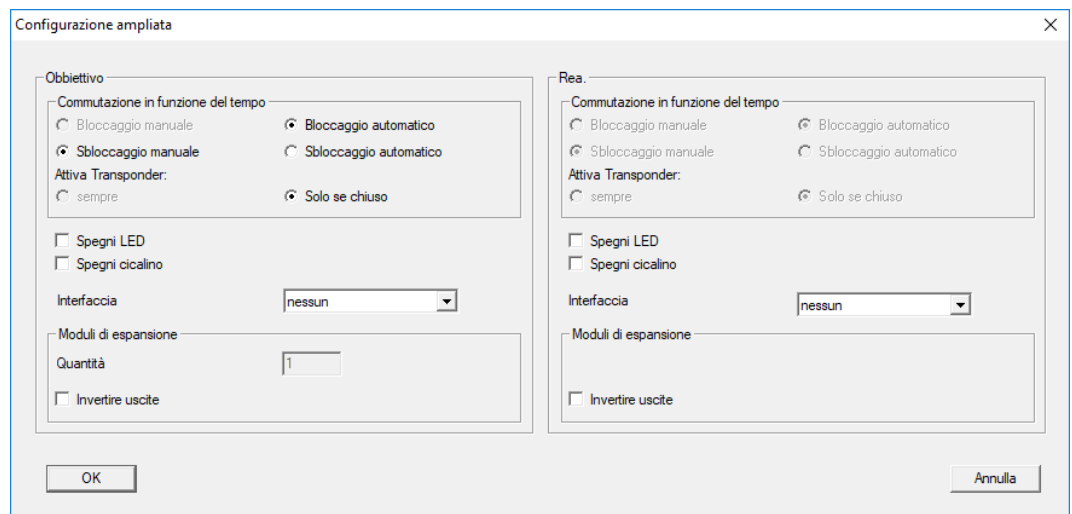 Configurazione ampliata
Obbiettivo
Commutazione in funzione del tempo
Bloccaggio manuale
Bloccaggio automatico
Sbloccaggio manuale
Sbloccaggio automatico
Attiva Transponder:
sempre
Solo se chiuso
Spegni LED
Spegni cicalino
Interfaccia
nessun
Moduli di espansione
Quantità
1
Invertire uscite
Rea.
Commutazione in funzione del tempo
Bloccaggio manuale
Bloccaggio automatico
Sbloccaggio manuale
Sbloccaggio automatico
Attiva Transponder:
sempre
Solo se chiuso
Spegni LED
Spegni cicalino
Interfaccia
nessun
Moduli di espansione
Invertire uscite
OK
Annulla